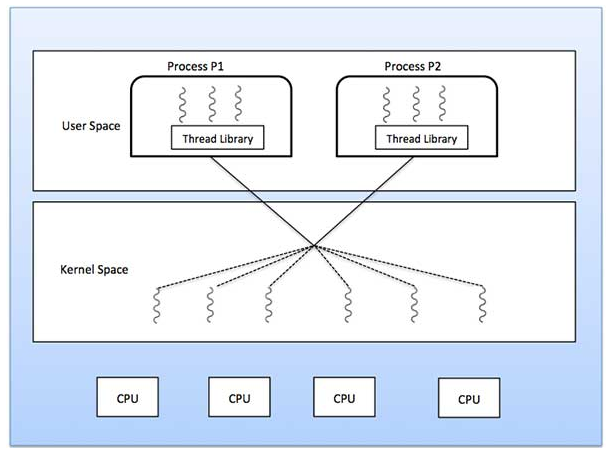 Process P1
Process P2
User Space
Thread Library
Thread Library
Kernel Space
CPU
CPU
CPU
CPU